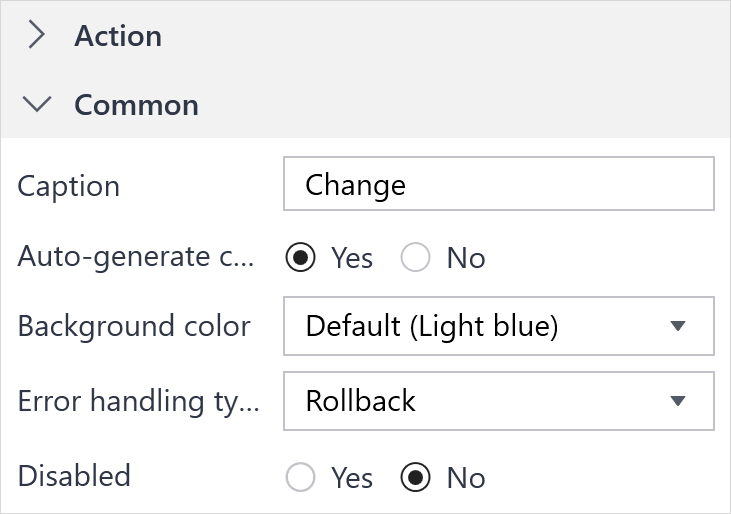 Action
Common
Caption Change
Auto-generate c... Yes No
Background color Default (Light blue)
Error handling ty... Rollback
Disabled Yes No